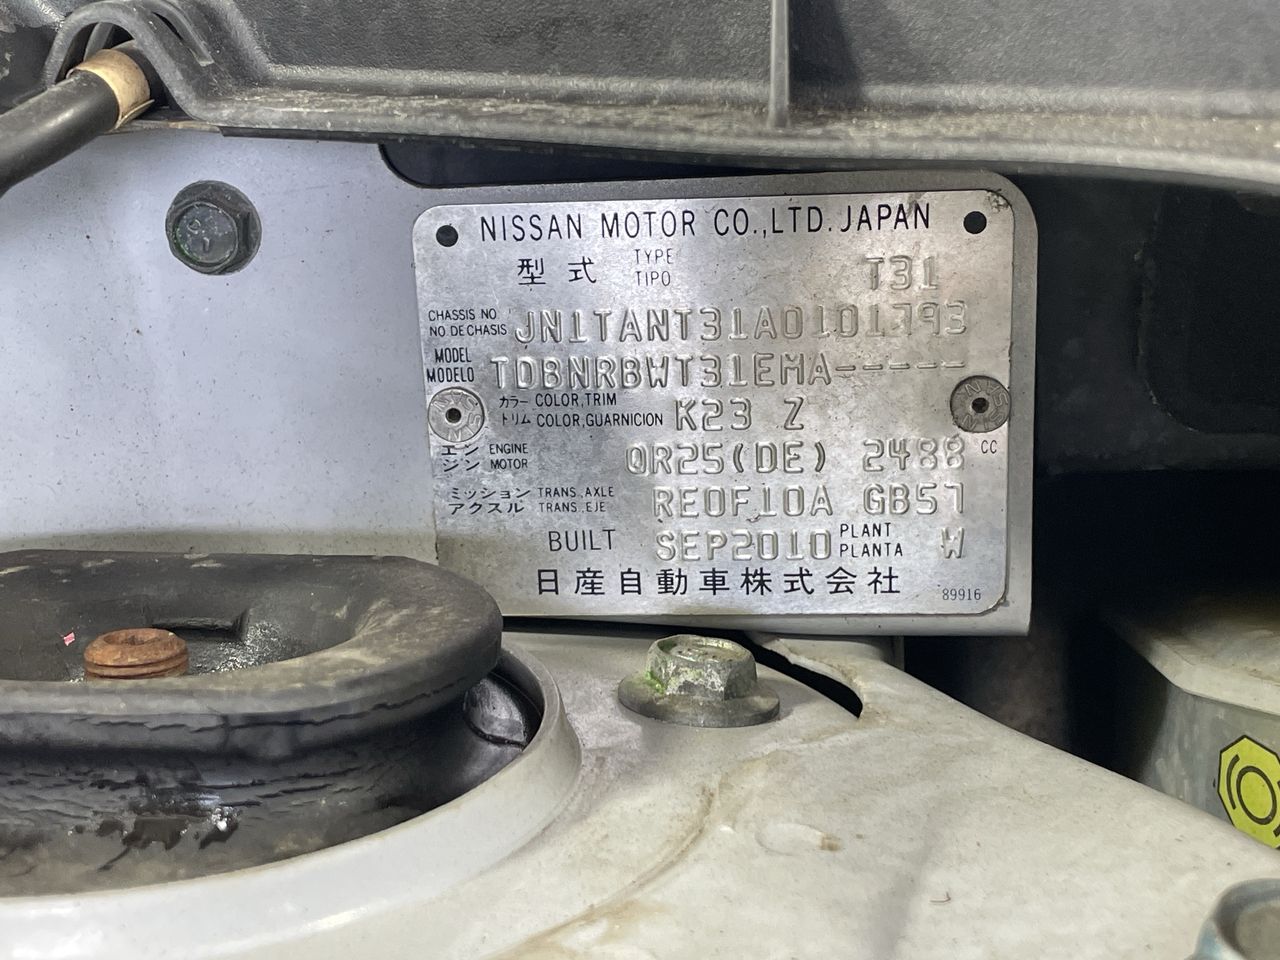 NISSAN MOTOR CO.,LTD. JAPAN
型式 TYPE TIPO T31
CHASSIS NO NO DE CHASIS JN1TANT31A0101793
MODEL MODELO TDBNRBWT31EMA-----
カラー トリム COLOR,TRIM COLOR,GUARNICION K23 Z
エンジン ENGINE MOTOR QR25(DE) 2488 CC
ミッション アクスル TRANS.,AXLE TRANS.,EJE RE0F10A GB57
BUILT SEP2010 PLANT PLANTA W
日産自動車株式会社 89916